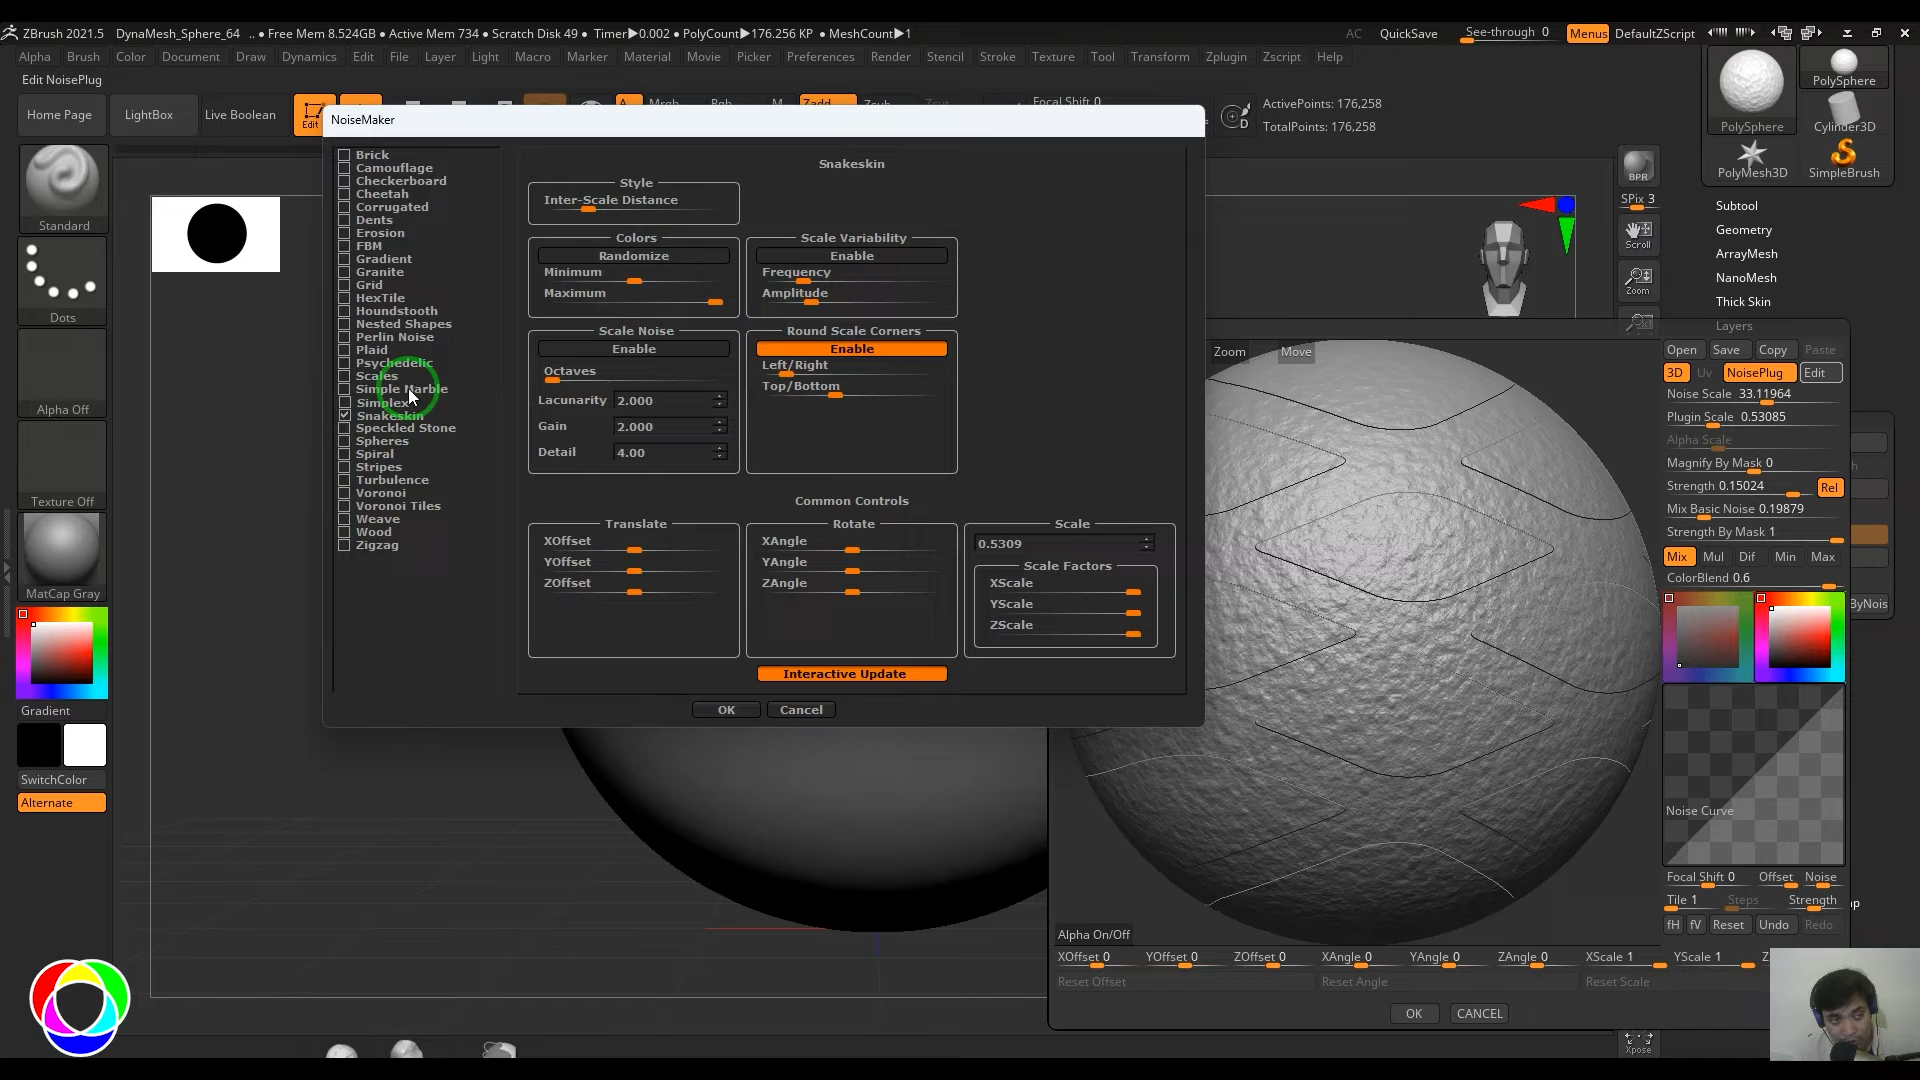 ZBrush 2021.5 DynaMesh_Sphere_64 .. ● Free Mem 8.524GB ● Active Mem 734 ● Scratch Disk 49 ● Timer▶0.002 ● PolyCount▶176.256 KP ● MeshCount▶1 AC QuickSave See-through 0 Menus DefaultZScript
Alpha Brush Color Document Draw Dynamics Edit File Layer Light Macro Marker Material Movie Picker Preferences Render Stencil Stroke Texture Tool Transform Zplugin Zscript Help
Edit NoisePlug
Home Page LightBox Live Boolean Edit
Focal Shift 0
ActivePoints: 176,258
TotalPoints: 176,258
PolySphere
PolySphere
Cylinder3D
PolyMesh3D
SimpleBrush
NoiseMaker
Standard
Dots
Alpha Off
Texture Off
MatCap Gray
Gradient
SwitchColor
Alternate
Brick
Camouflage
Checkerboard
Cheetah
Corrugated
Dents
Erosion
FBM
Gradient
Granite
Grid
HexTile
Houndstooth
Nested Shapes
Perlin Noise
Plaid
Psychedelic
Scales
Simple Marble
Simplex
Snakeskin
Speckled Stone
Spheres
Spiral
Stripes
Turbulence
Voronoi
Voronoi Tiles
Weave
Wood
Zigzag
Snakeskin
Style
Inter-Scale Distance
Colors
Randomize
Minimum
Maximum
Scale Variability
Enable
Frequency
Amplitude
Scale Noise
Enable
Octaves
Lacunarity 2.000
Gain 2.000
Detail 4.00
Round Scale Corners
Enable
Left/Right
Top/Bottom
Common Controls
Translate
XOffset
YOffset
ZOffset
Rotate
XAngle
YAngle
ZAngle
Scale
0.5309
Scale Factors
XScale
YScale
ZScale
Interactive Update
OK Cancel
BPR
SPix 3
Scroll
Zoom
Subtool
Geometry
ArrayMesh
NanoMesh
Thick Skin
Layers
Zoom Move
Open Save Copy Paste
3D Uv NoisePlug Edit
Noise Scale 33.11964
Plugin Scale 0.53085
Alpha Scale
Magnify By Mask 0
Strength 0.15024 Rel
Mix Basic Noise 0.19879
Strength By Mask 1
Mix Mul Dif Min Max
ColorBlend 0.6
ByNois
Noise Curve
Focal Shift 0 Offset Noise
Tile 1 Steps Strength
fH fV Reset Undo Redo
Alpha On/Off
XOffset 0 YOffset 0 ZOffset 0 XAngle 0 YAngle 0 ZAngle 0 XScale 1 YScale 1
Reset Offset Reset Angle Reset Scale
OK CANCEL
Xpose